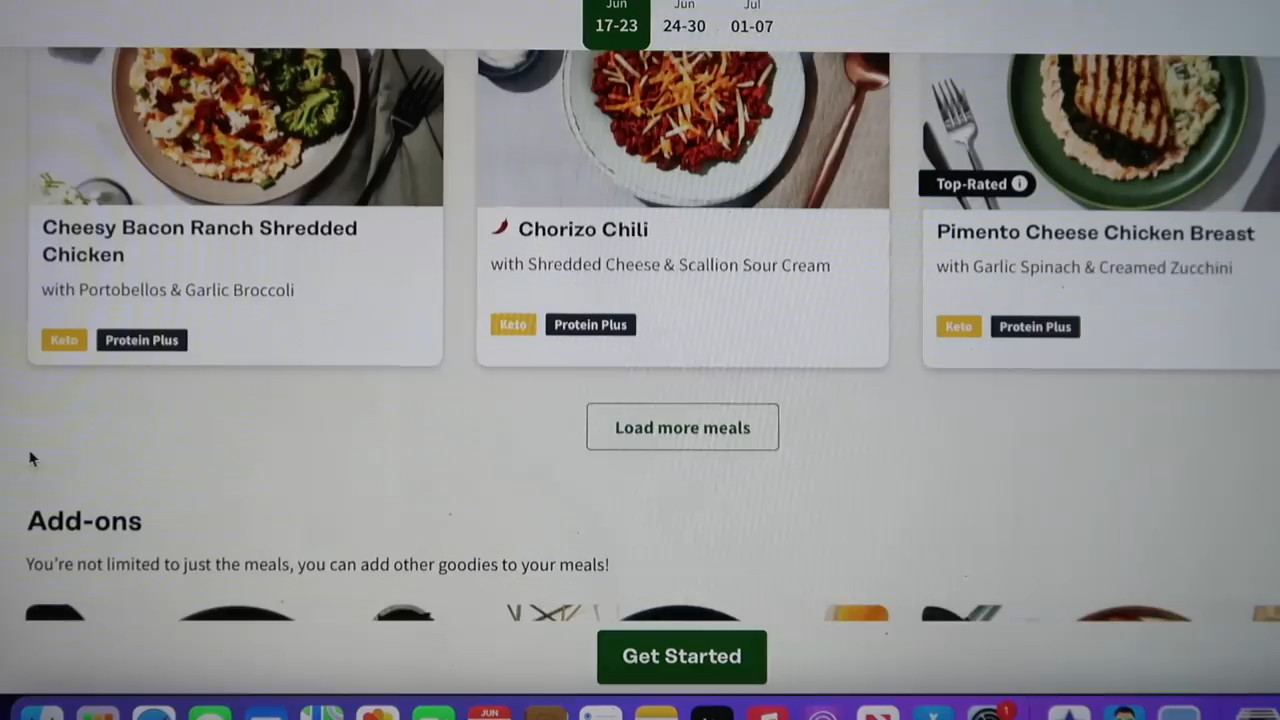 Jun Jun Jul
17-23 24-30 01-07
Top-Rated i
Cheesy Bacon Ranch Shredded
Chicken
with Portobellos & Garlic Broccoli
Keto Protein Plus
Chorizo Chili
with Shredded Cheese & Scallion Sour Cream
Keto Protein Plus
Pimento Cheese Chicken Breast
with Garlic Spinach & Creamed Zucchini
Keto Protein Plus
Load more meals
Add-ons
You're not limited to just the meals, you can add other goodies to your meals!
Get Started
JUN
1